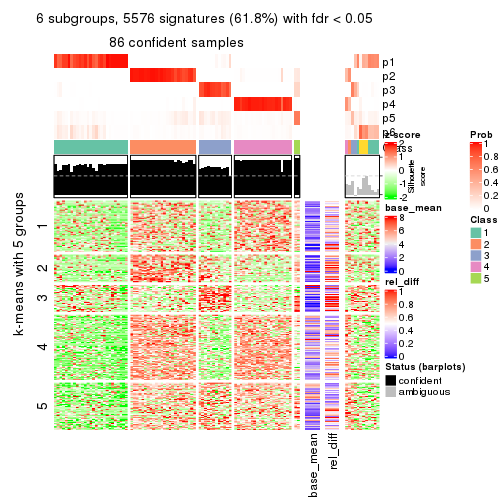 6 subgroups, 5576 signatures (61.8%) with fdr < 0.05
86 confident samples
p1
p2
p3
p4
p5
p6
Class
Silhouette
score
k-means with 5 groups
1
2
3
4
5
base_mean
rel_diff
z-score
2
1
0
-1
-2
base_mean
8
6
4
2
0
rel_diff
1
0.8
0.6
0.4
0.2
0
Status (barplots)
confident
ambiguous
Prob
1
0.8
0.6
0.4
0.2
0
Class
1
2
3
4
5